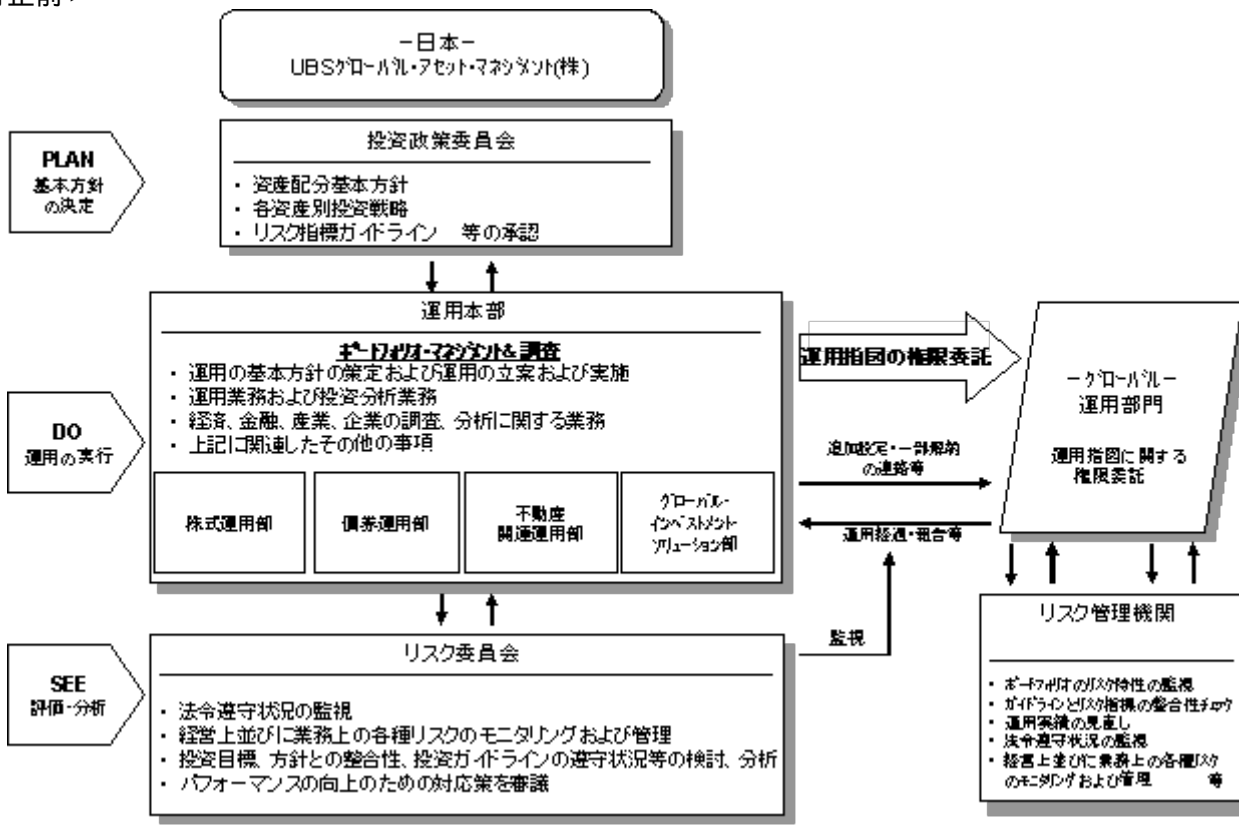 －日本－
UBSｸﾞﾛｰﾊﾞﾙ・ｱｾｯﾄ・ﾏﾈｼﾞﾒﾝﾄ(株)
PLAN
基本方針
の決定
投資政策委員会
・ 資産配分基本方針
・ 各資産別投資戦略
・ リスク指標ガイドライン 等の承認
DO
運用の実行
運用本部
ﾎﾟｰﾄﾌｫﾘｵ・ﾏﾈｼﾞﾒﾝﾄ& 調査
・ 運用の基本方針の策定および運用の立案および実施
・ 運用業務および投資分析業務
・ 経済、金融、産業、企業の調査、分析に関する業務
・ 上記に関連したその他の事項
株式運用部
債券運用部
不動産
関連運用部
ｸﾞﾛｰﾊﾞﾙ・
ｲﾝﾍﾞｽﾄﾒﾝﾄ・
ｿﾘｭｰｼｮﾝ部
運用指図の権限委託
追加設定・一部解約
の連絡等
運用経過・報告等
監視
－ｸﾞﾛｰﾊﾞﾙ－
運用部門
運用指図に関する
権限委託
SEE
評価・分析
リスク委員会
・ 法令遵守状況の監視
・ 経営上並びに業務上の各種リスクのモニタリングおよび管理
・ 投資目標、方針との整合性、投資ガイドラインの遵守状況等の検討、分析
・ パフォーマンスの向上のための対応策を審議
リスク管理機関
・ ﾎﾟｰﾄﾌｫﾘｵのﾘｽｸ特性の監視
・ ｶﾞｲﾄﾞﾗｲﾝとﾘｽｸ指標の整合性ﾁｪｯｸ
・ 運用実績の見直し
・ 法令遵守状況の監視
・ 経営上並びに業務上の各種ﾘｽｸ
のﾓﾆﾀﾘﾝｸﾞおよび管理 等